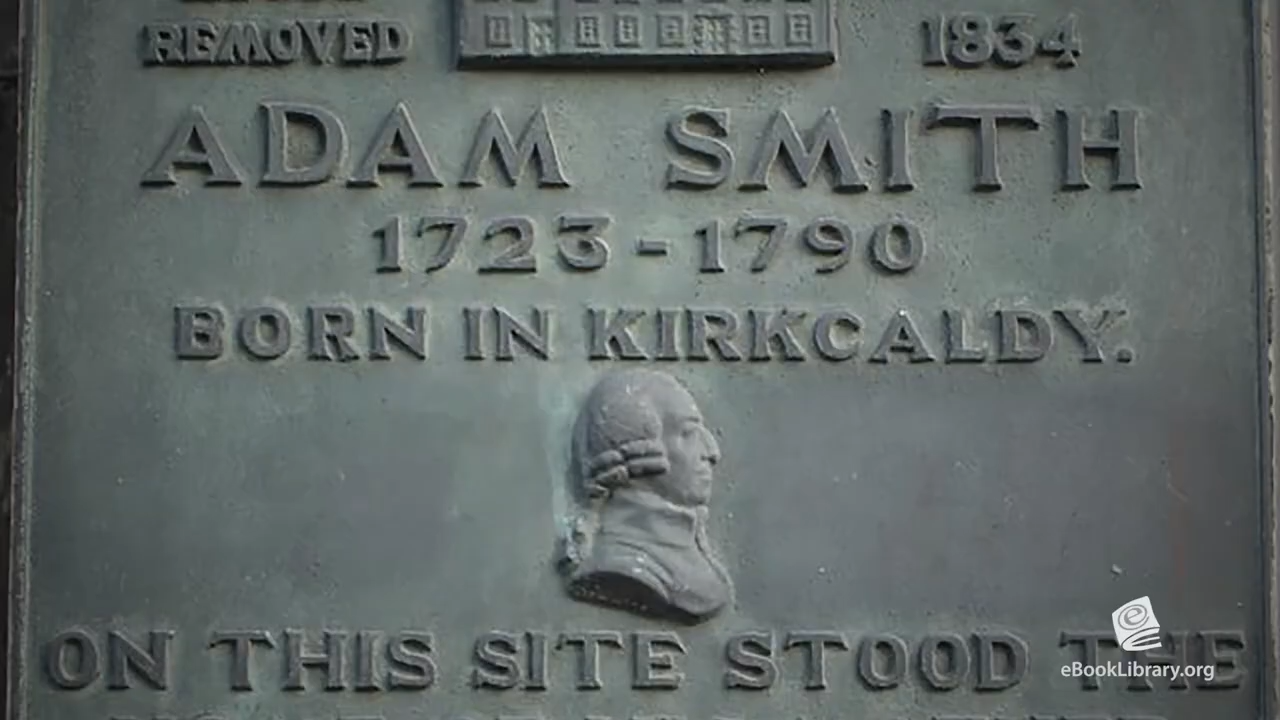 REMOVED 1834
ADAM SMITH
1723-1790
BORN IN KIRKCALDY.
ON THIS SITE STOOD THE
eBookLibrary.org